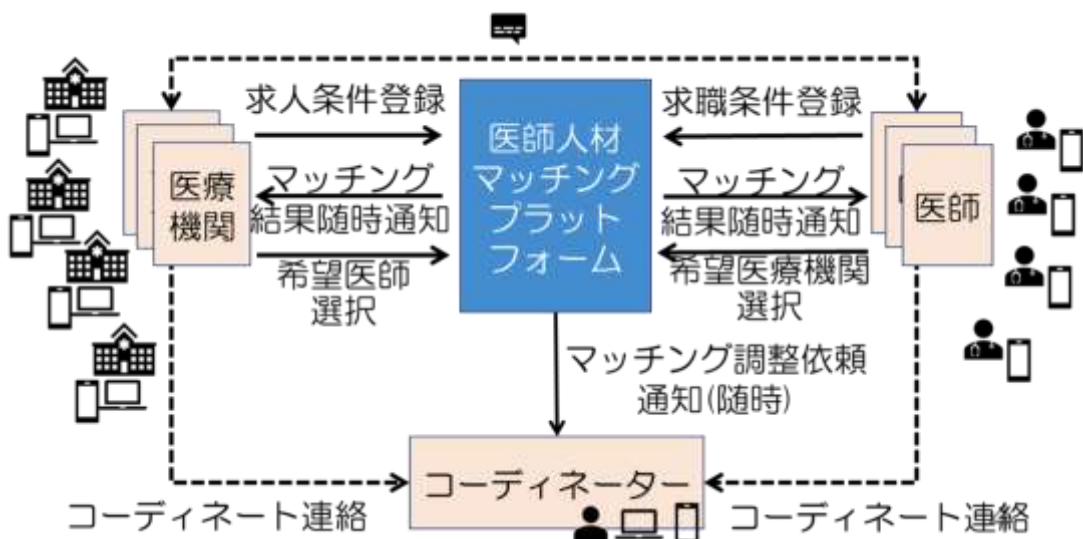 求人条件登録
求職条件登録
医師人材
マッチング
プラット
フォーム
医療
機関
マッチング
結果随時通知
マッチング
結果随時通知
医師
希望医師
選択
希望医療機関
選択
マッチング調整依頼
通知(随時)
コーディネーター
コーディネート連絡
コーディネート連絡